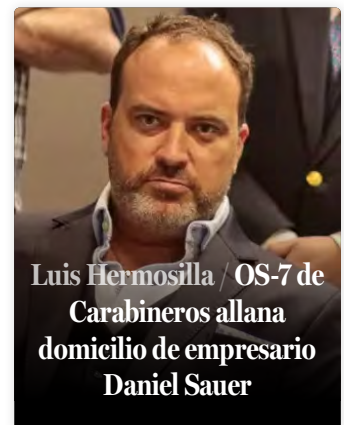 Luis Hermosilla / OS-7 de
Carabineros allana
domicilio de empresario
Daniel Sauer